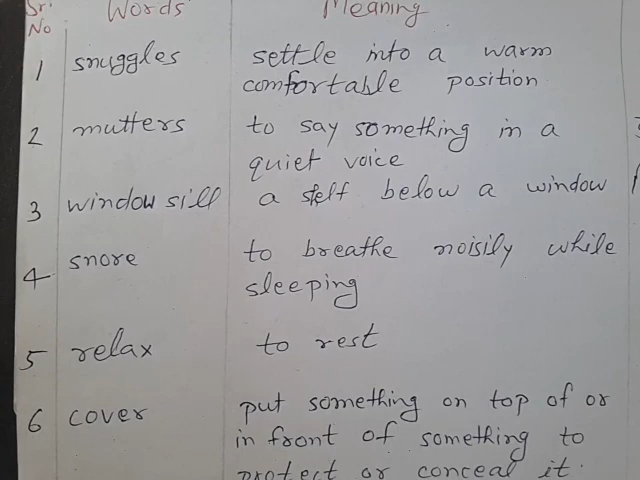 Sr. Words Meaning
No
1 snuggles settle into a warm
comfortable position
2 mutters to say something in a
quiet voice
3 window sill a shelf below a window
4 snore to breathe noisily while
sleeping
5 relax to rest
6 cover put something on top of or
in front of something to
protect or conceal it.